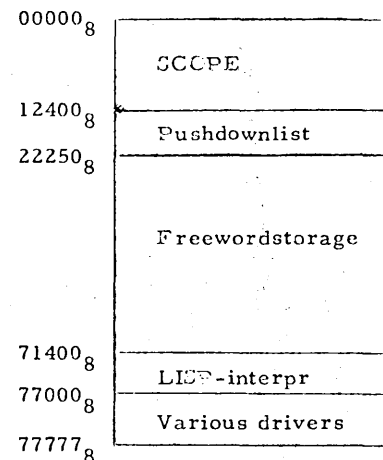 00000₈
SCOPE
12400₈
Pushdownlist
22250₈
Freewordstorage
71400₈
LISP-interpr
77000₈
Various drivers
77777₈